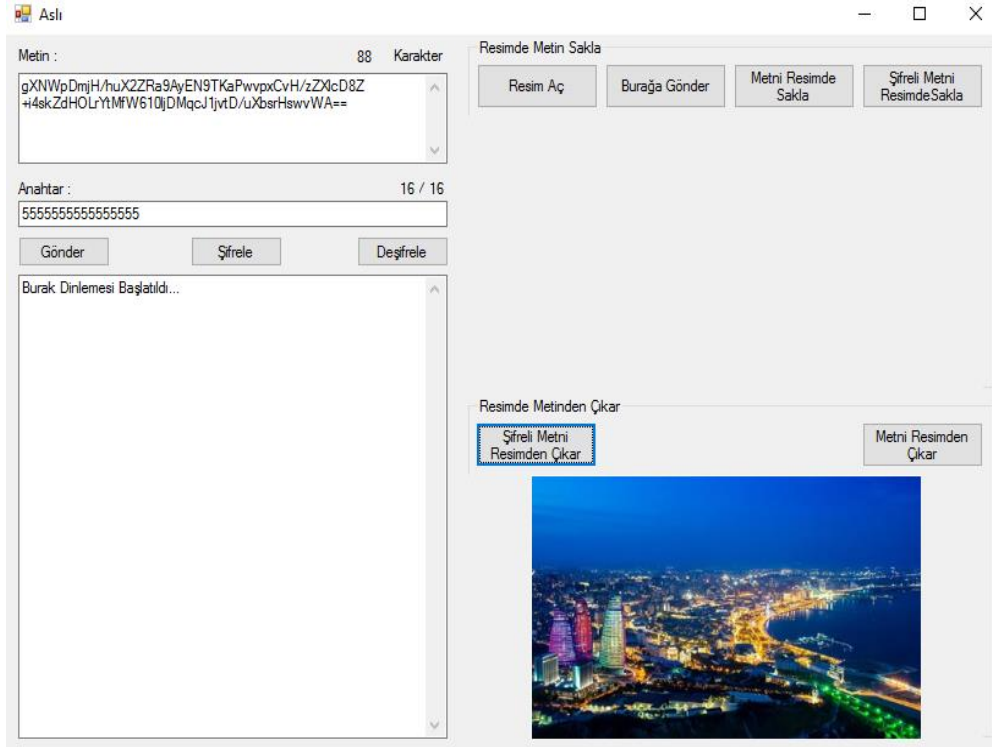 Aslı
Metin :
88 Karakter
gXNWpDmjH/huX2ZRa9AyEN9TKaPwvpxCvH/zZXlcD8Z
+i4skZdHOLrYtMfW610ljDMqcJ1jvtD/uXbsrHswvWA==
Anahtar :
16 / 16
5555555555555555
Gönder
Şifrele
Deşifrele
Burak Dinlemesi Başlatıldı...
Resimde Metin Sakla
Resim Aç
Burağa Gönder
Metni Resimde
Sakla
Şifreli Metni
ResimdeSakla
Resimde Metinden Çıkar
Şifreli Metni
Resimden Çıkar
Metni Resimden
Çıkar